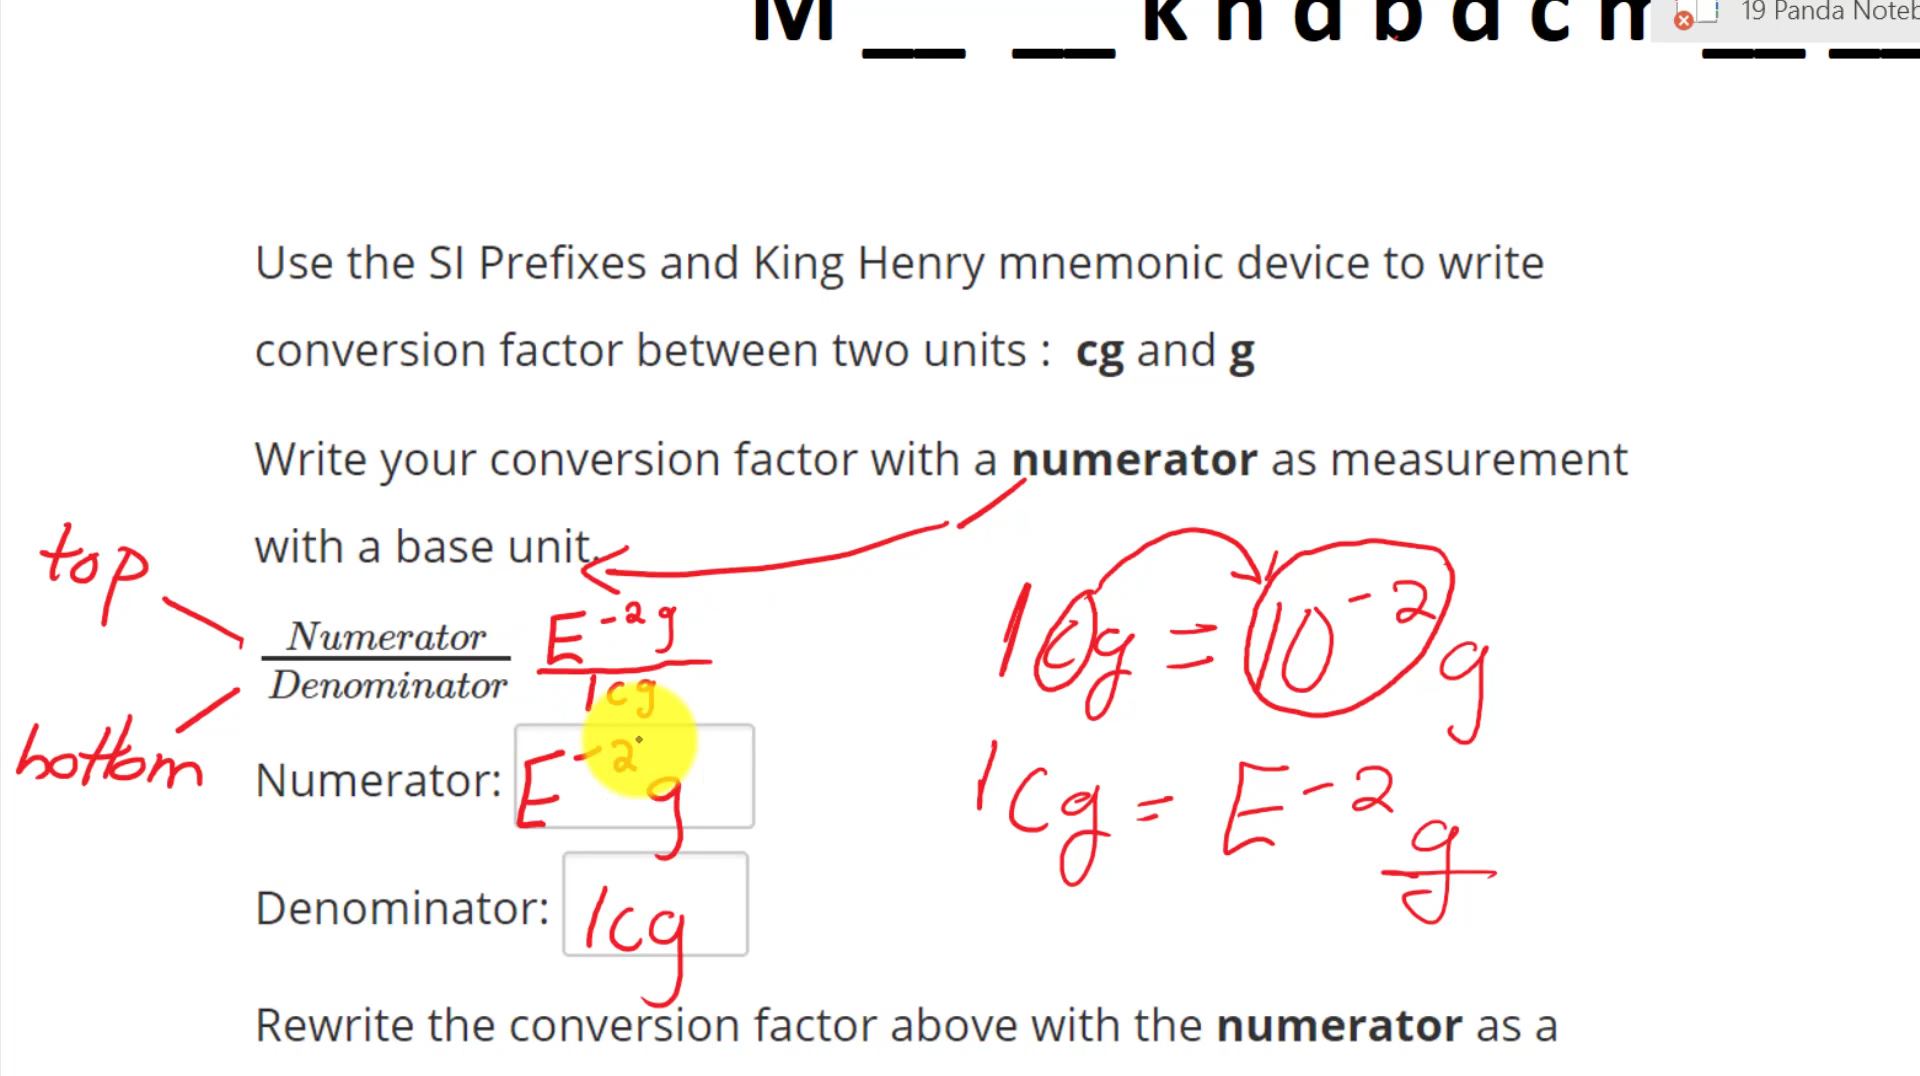 M __ __ k h d b d c m __ __
19 Panda Noteb
Use the SI Prefixes and King Henry mnemonic device to write
conversion factor between two units : cg and g
Write your conversion factor with a numerator as measurement
with a base unit.
top
Numerator
Denominator
E⁻² g
1cg
1cg = 10⁻² g
bottom
Numerator: E⁻² g
1cg = E⁻² g
Denominator: 1cg
Rewrite the conversion factor above with the numerator as a